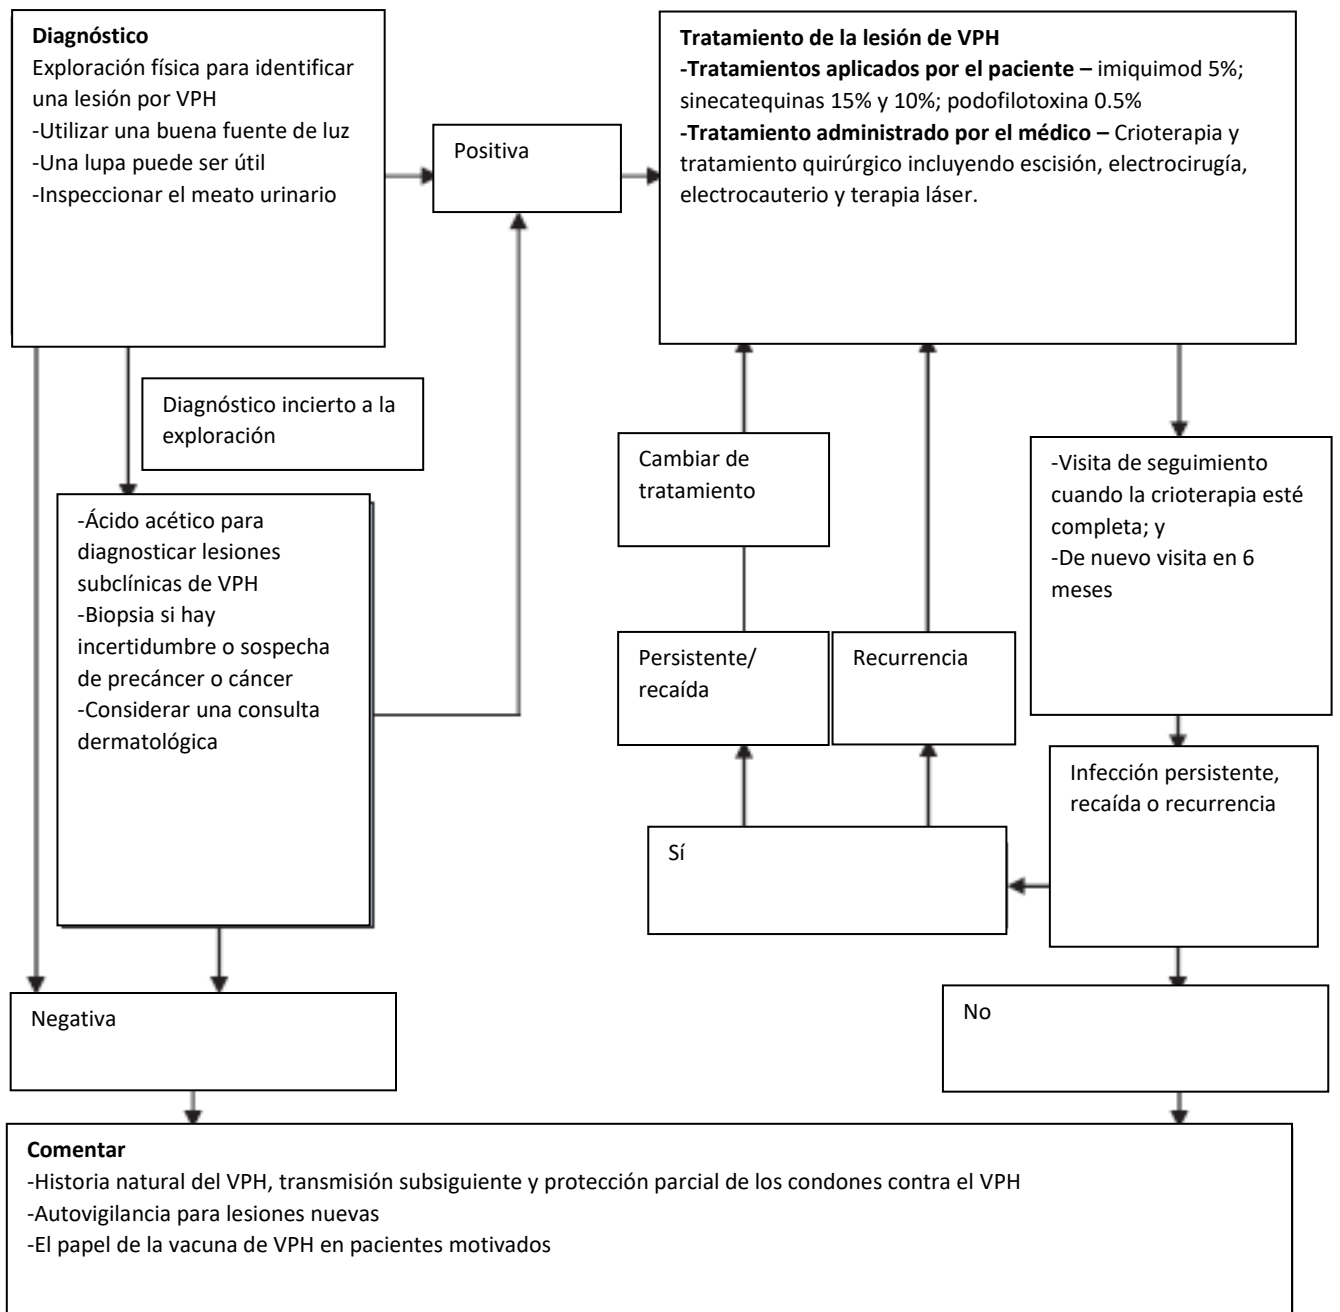 Diagnóstico
Exploración física para identificar
una lesión por VPH
-Utilizar una buena fuente de luz
-Una lupa puede ser útil
-Inspeccionar el meato urinario
Positiva
Tratamiento de la lesión de VPH
-Tratamientos aplicados por el paciente – imiquimod 5%;
sinecatequinas 15% y 10%; podofilotoxina 0.5%
-Tratamiento administrado por el médico – Crioterapia y
tratamiento quirúrgico incluyendo escisión, electrocirugía,
electrocauterio y terapia láser.
Diagnóstico incierto a la
exploración
-Ácido acético para
diagnosticar lesiones
subclínicas de VPH
-Biopsia si hay
incertidumbre o sospecha
de precáncer o cáncer
-Considerar una consulta
dermatológica
Cambiar de
tratamiento
Persistente/
recaída
Recurrencia
-Visita de seguimiento
cuando la crioterapia esté
completa; y
-De nuevo visita en 6
meses
Infección persistente,
recaída o recurrencia
Sí
Negativa
No
Comentar
-Historia natural del VPH, transmisión subsiguiente y protección parcial de los condones contra el VPH
-Autovigilancia para lesiones nuevas
-El papel de la vacuna de VPH en pacientes motivados